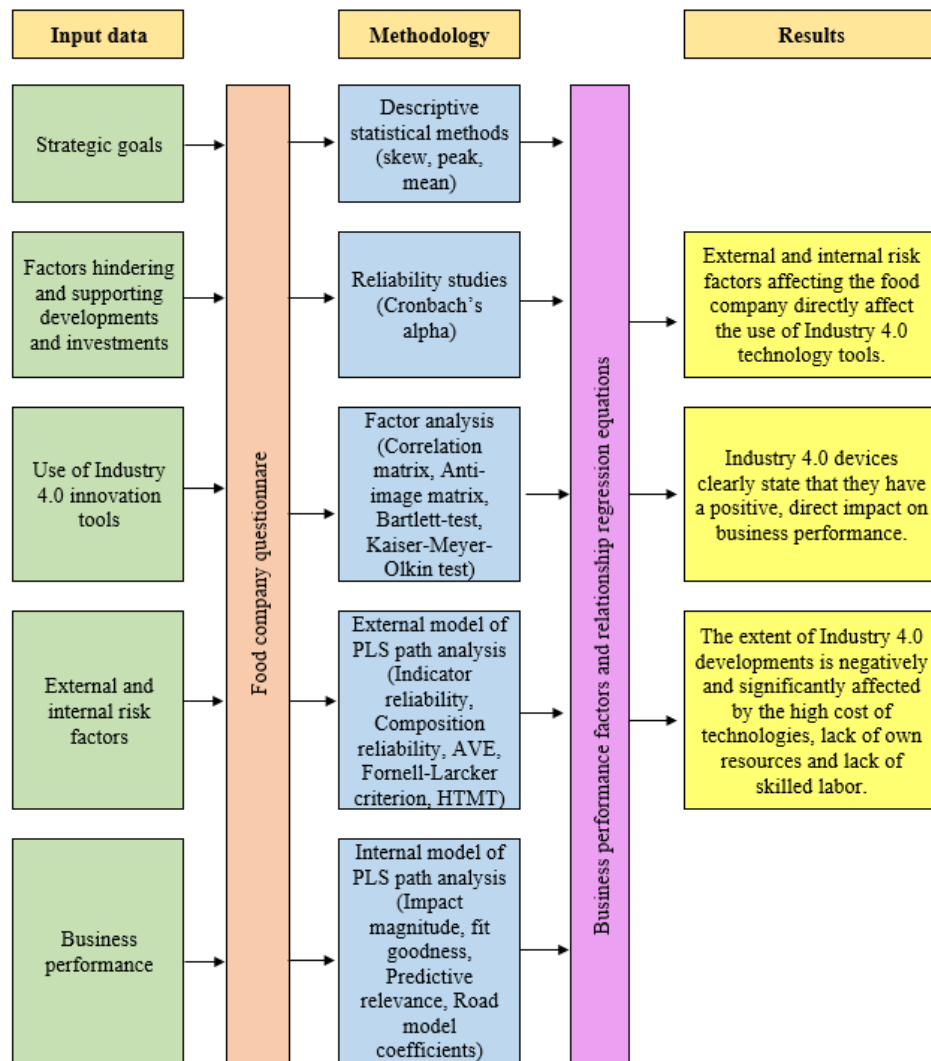 Input data
Methodology
Results
Strategic goals
Factors hindering
and supporting
developments
and investments
Use of Industry
4.0 innovation
tools
External and
internal risk
factors
Business
performance
Food company questionnare
Descriptive
statistical methods
(skew, peak,
mean)
Reliability studies
(Cronbach’s
alpha)
Factor analysis
(Correlation
matrix, Anti-
image matrix,
Bartlett-test,
Kaiser-Meyer-
Olkin test)
External model of
PLS path analysis
(Indicator
reliability,
Composition
reliability, AVE,
Fornell-Larcker
criterion, HTMT)
Internal model of
PLS path analysis
(Impact
magnitude, fit
goodness,
Predictive
relevance, Road
model
coefficients)
Business performance factors and relationship regression equations
External and internal risk
factors affecting the food
company directly affect
the use of Industry 4.0
technology tools.
Industry 4.0 devices
clearly state that they have
a positive, direct impact on
business performance.
The extent of Industry 4.0
developments is negatively
and significantly affected
by the high cost of
technologies, lack of own
resources and lack of
skilled labor.